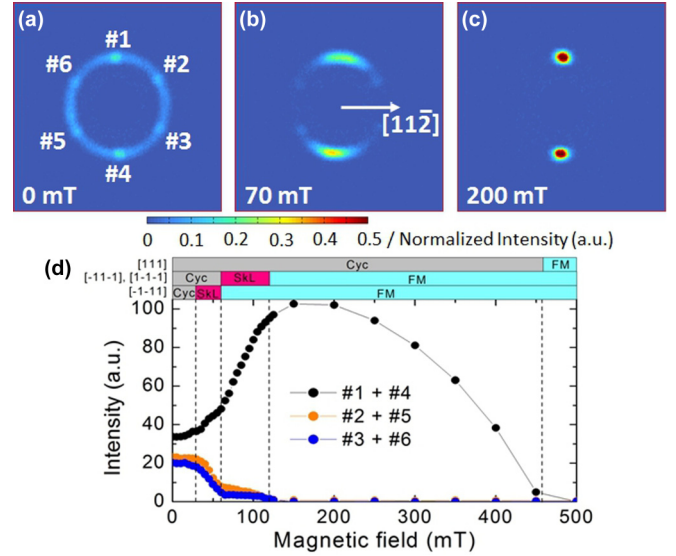 (a)
#1
#6
#2
#5
#3
#4
0 mT
(b)
[112̄]
70 mT
(c)
200 mT
0 0.1 0.2 0.3 0.4 0.5 / Normalized Intensity (a.u.)
(d)
[111] Cyc FM
[-11-1], [1-1-1] Cyc SkL FM
[-1-11] Cyc SkL FM
100
80
60
40
20
0
Intensity (a.u.)
#1 + #4
#2 + #5
#3 + #6
0 100 200 300 400 500
Magnetic field (mT)